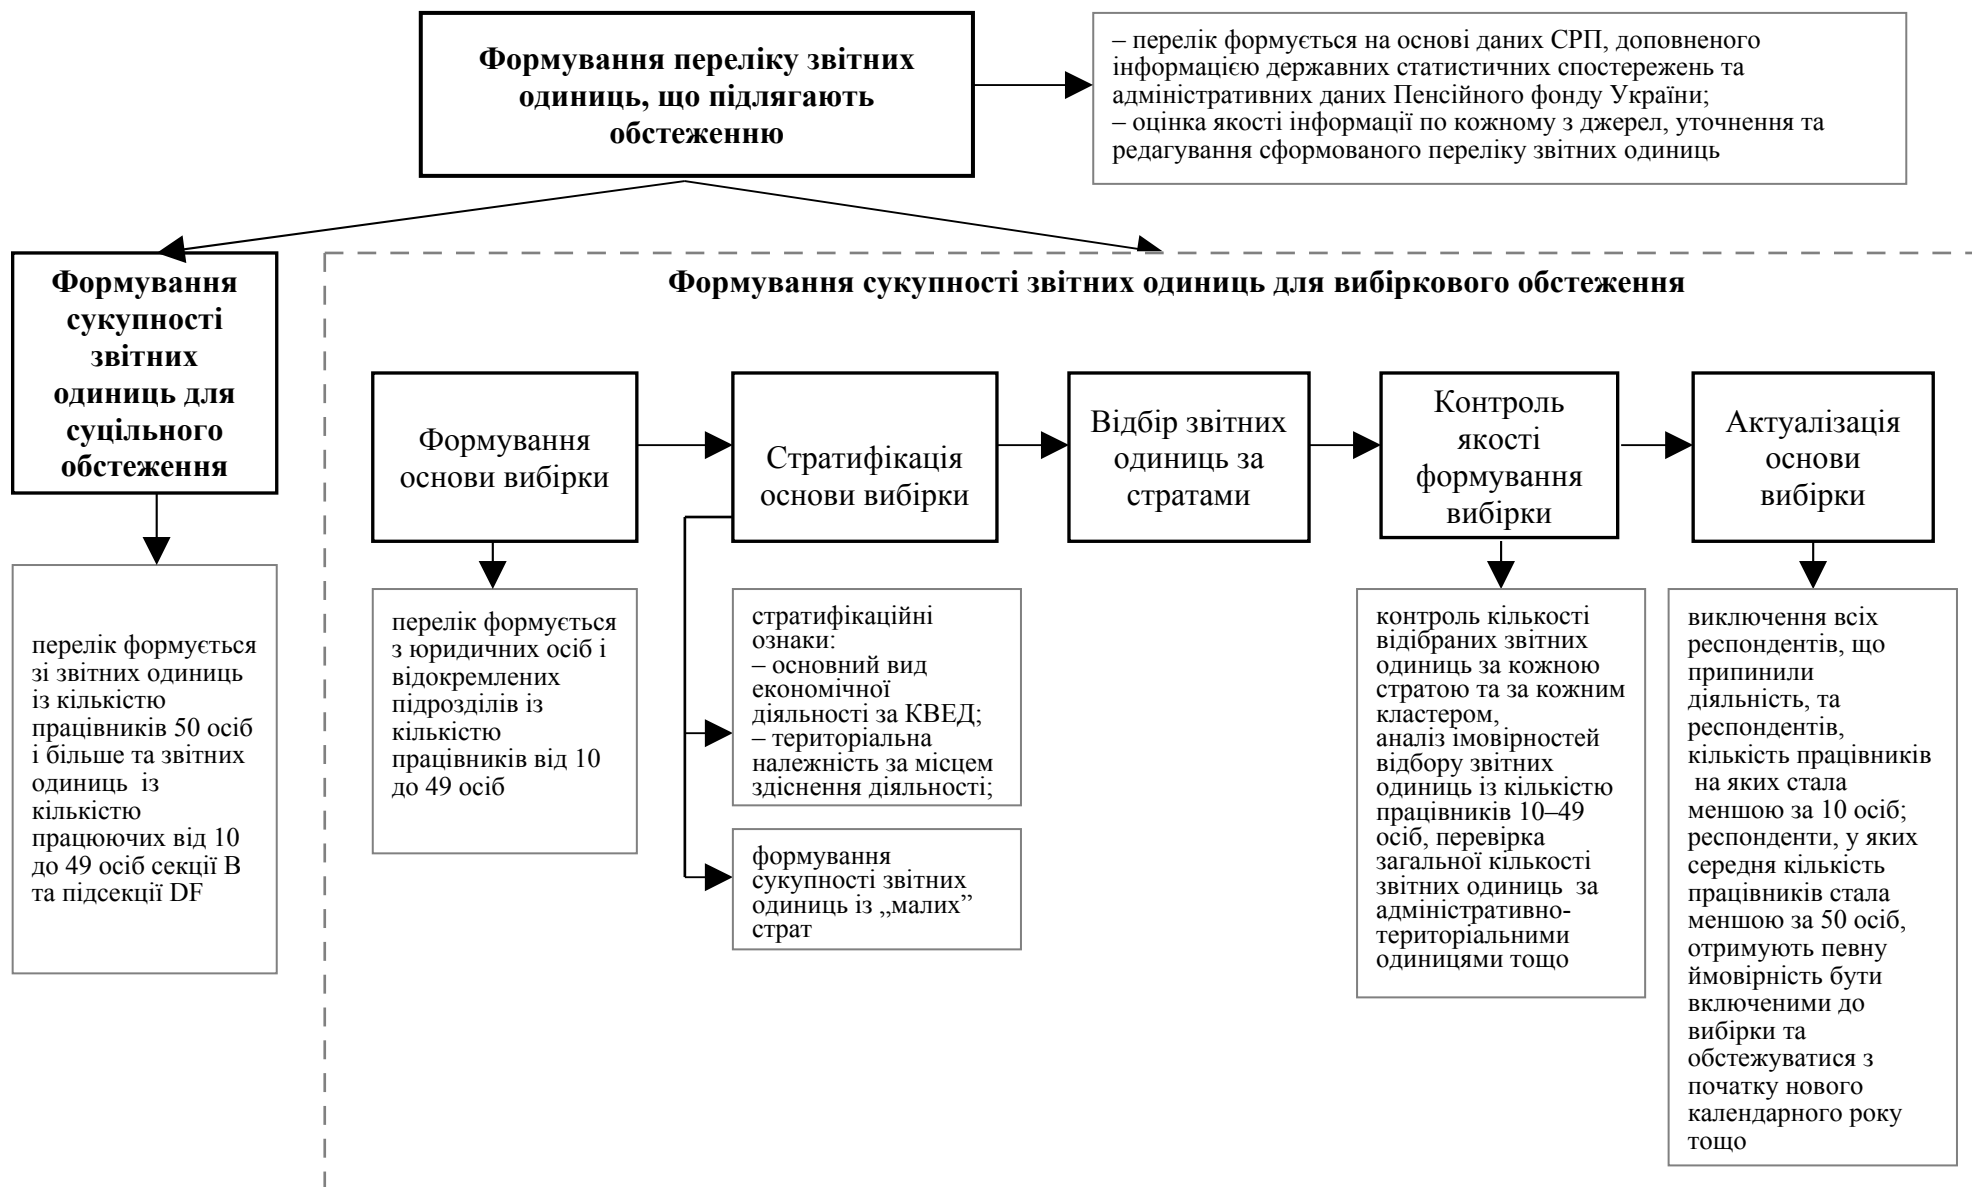 Формування переліку звітних
одиниць, що підлягають
обстеженню
– перелік формується на основі даних СРП, доповненого
інформацією державних статистичних спостережень та
адміністративних даних Пенсійного фонду України;
– оцінка якості інформації по кожному з джерел, уточнення та
редагування сформованого переліку звітних одиниць
Формування
сукупності
звітних
одиниць для
суцільного
обстеження
перелік формується
зі звітних одиниць
із кількістю
працівників 50 осіб
і більше та звітних
одиниць  із
кількістю
працюючих від 10
до 49 осіб секції В
та підсекції DF
Формування сукупності звітних одиниць для вибіркового обстеження
Формування
основи вибірки
Стратифікація
основи вибірки
Відбір звітних
одиниць за
стратами
Контроль
якості
формування
вибірки
Актуалізація
основи
вибірки
перелік формується
з юридичних осіб і
відокремлених
підрозділів із
кількістю
працівників від 10
до 49 осіб
стратифікаційні
ознаки:
– основний вид
економічної
діяльності за КВЕД;
– територіальна
належність за місцем
здіснення діяльності;
формування
сукупності звітних
одиниць із „малих”
страт
контроль кількості
відібраних звітних
одиниць за кожною
стратою та за кожним
кластером,
аналіз імовірностей
відбору звітних
одиниць із кількістю
працівників 10–49
осіб, перевірка
загальної кількості
звітних одиниць  за
адміністративно-
територіальними
одиницями тощо
виключення всіх
респондентів, що
припинили
діяльність, та
респондентів,
кількість працівників
на яких стала
меншою за 10 осіб;
респонденти, у яких
середня кількість
працівників стала
меншою за 50 осіб,
отримують певну
ймовірність бути
включеними до
вибірки та
обстежуватися з
початку нового
календарного року
тощо